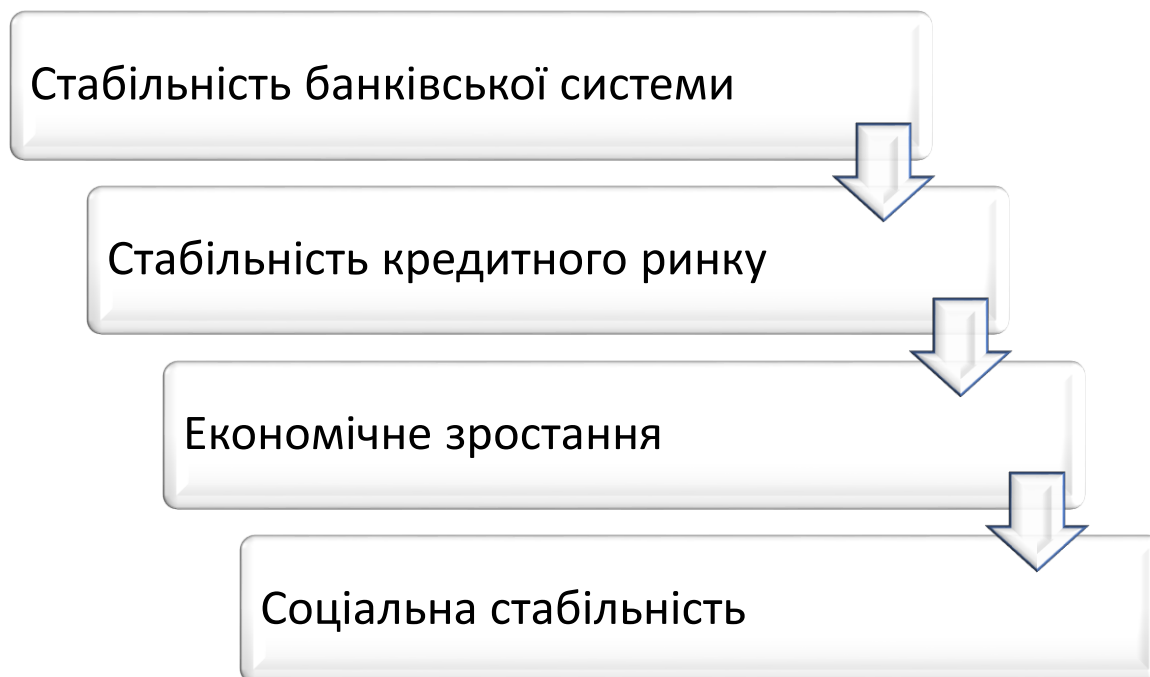 Стабільність банківської системи
Стабільність кредитного ринку
Економічне зростання
Соціальна стабільність